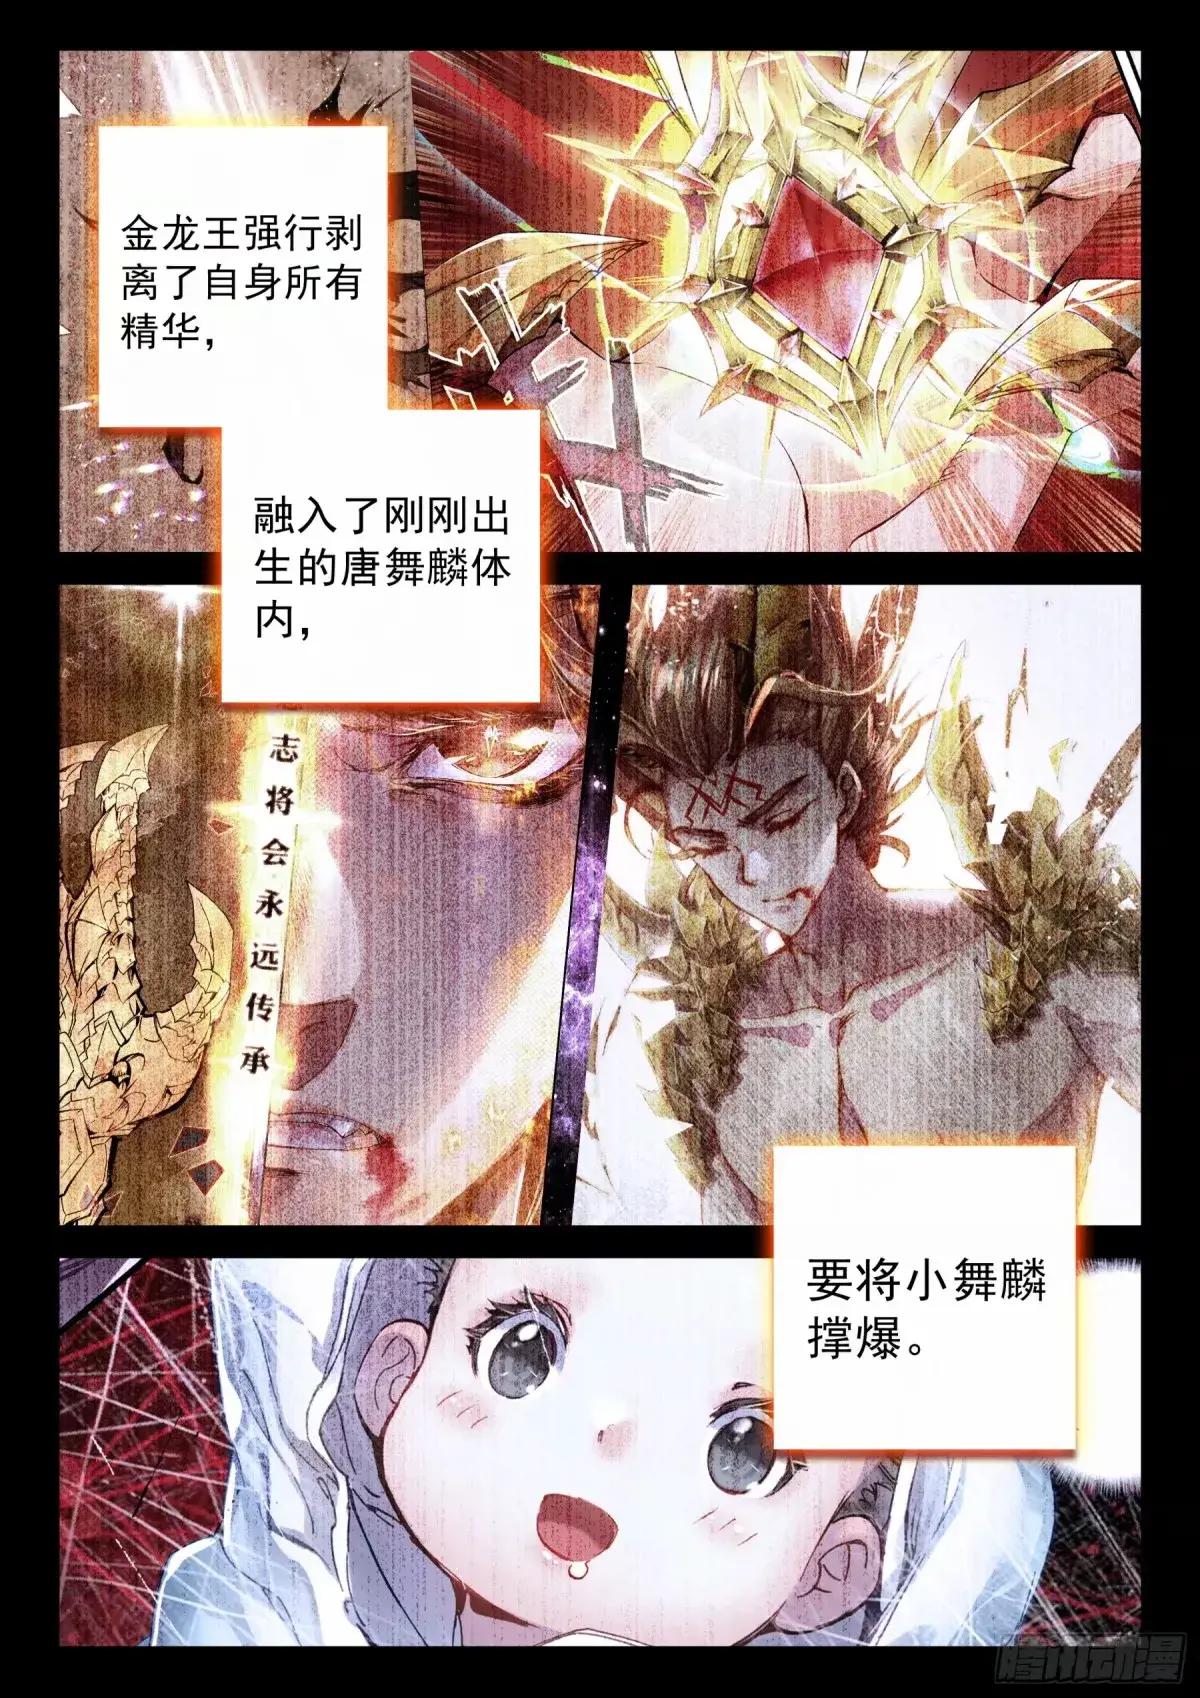 金龙王强行剥
离了自身所有
精华，
融入了刚刚出
生的唐舞麟体
内，
志将会永远传承
要将小舞麟
撑爆。
腾讯动漫